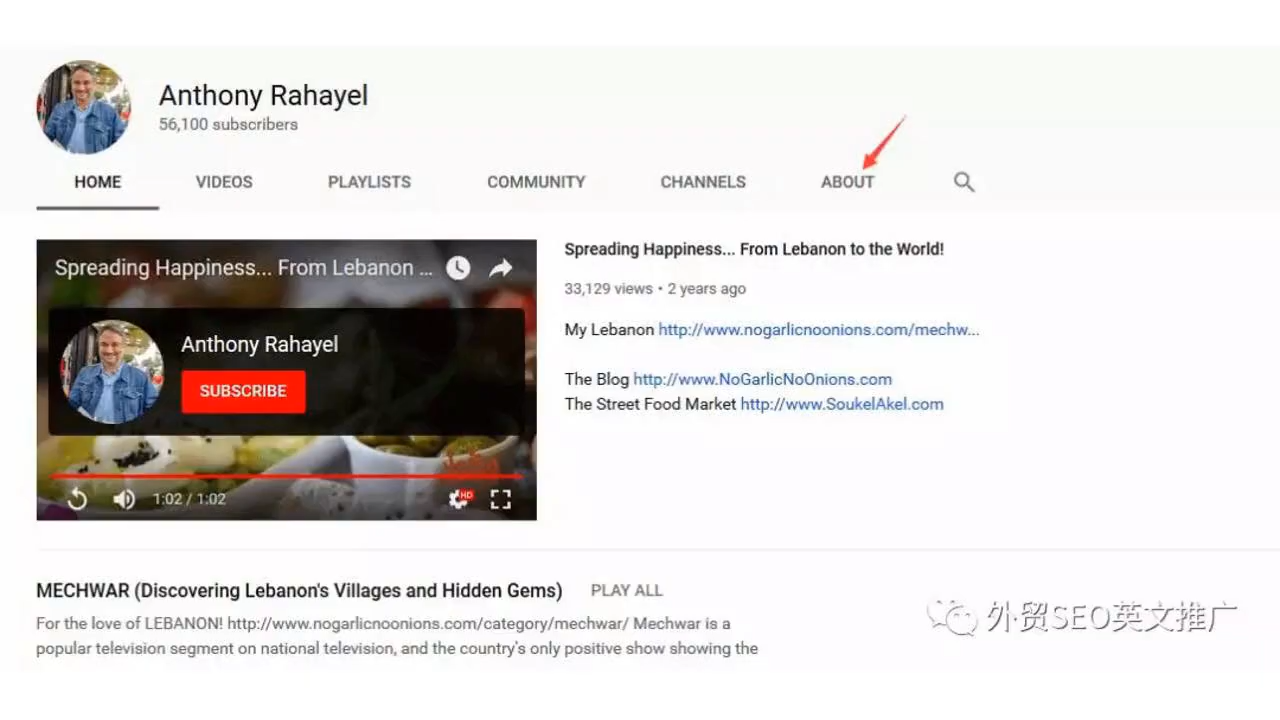 Anthony Rahayel
56,100 subscribers
HOME VIDEOS PLAYLISTS COMMUNITY CHANNELS ABOUT
Spreading Happiness... From Lebanon ...
Anthony Rahayel
SUBSCRIBE
1:02 / 1:02
HD
Spreading Happiness... From Lebanon to the World!
33,129 views • 2 years ago
My Lebanon http://www.nogarlicnoonions.com/mechw...
The Blog http://www.NoGarlicNoOnions.com
The Street Food Market http://www.SoukelAkel.com
MECHWAR (Discovering Lebanon's Villages and Hidden Gems) PLAY ALL
For the love of LEBANON! http://www.nogarlicnoonions.com/category/mechwar/ Mechwar is a
popular television segment on national television, and the country's only positive show showing the
外贸SEO英文推广